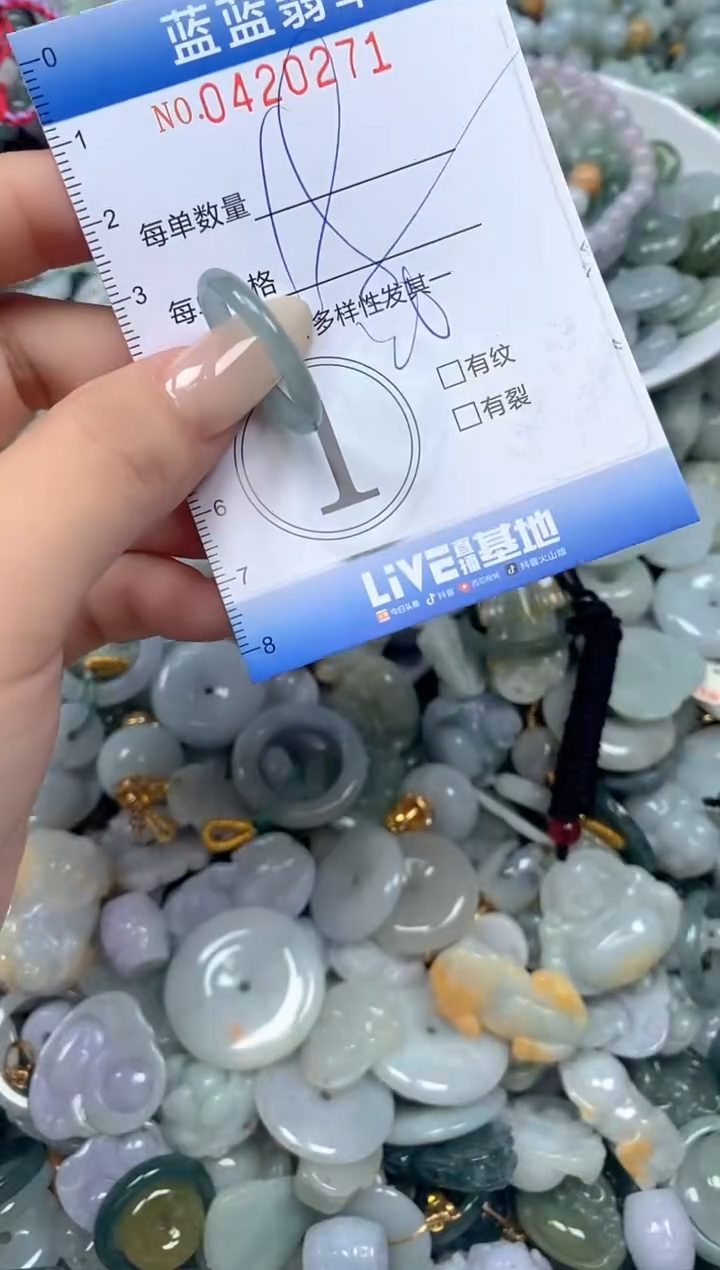 0
蓝蓝翡
NO.0420271
1
2
每单数量
3
每 格
多样性发其一
□有纹
□有裂
1
6
7
LiVE直播基地
今日头条 抖音 西瓜视频 抖音火山版
8